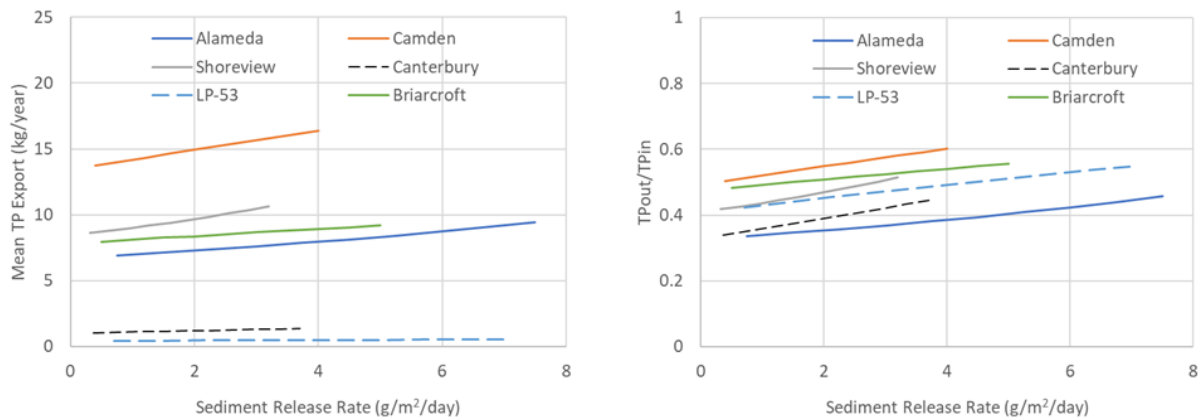 25
20
15
10
5
0
Mean TP Export (kg/year)
Alameda Camden
Shoreview Canterbury
LP-53 Briarcroft
0 2 4 6 8
Sediment Release Rate (g/m²/day)
1
0.8
0.6
0.4
0.2
0
TPout/TPin
Alameda Camden
Shoreview Canterbury
LP-53 Briarcroft
0 2 4 6 8
Sediment Release Rate (g/m²/day)